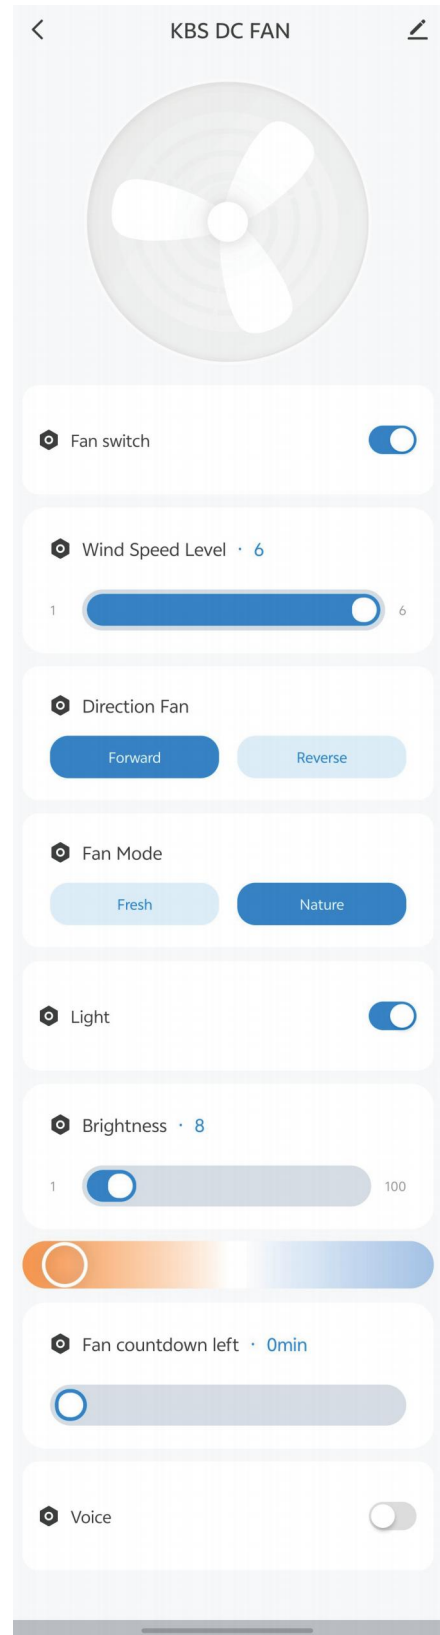 KBS DC FAN
Fan switch
Wind Speed Level · 6
1 6
Direction Fan
Forward Reverse
Fan Mode
Fresh Nature
Light
Brightness · 8
1 100
Fan countdown left · 0min
Voice